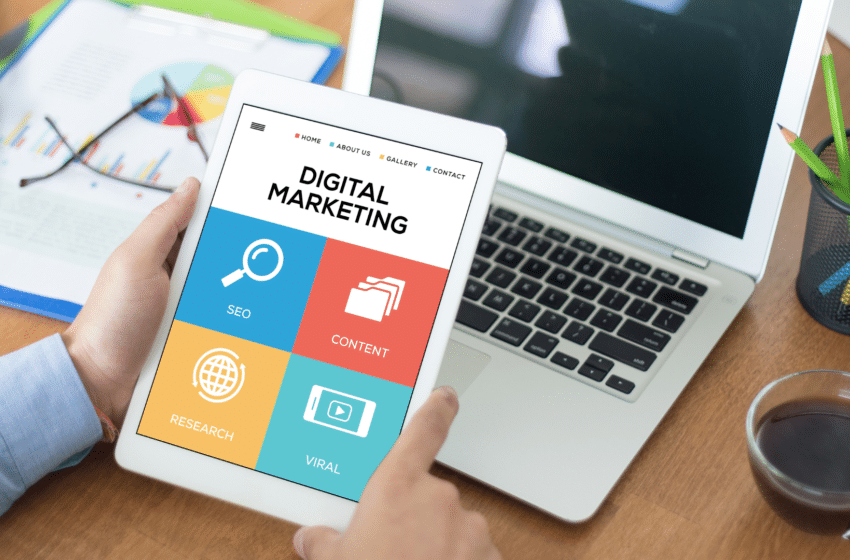 HOME ABOUT US GALLERY CONTACT
DIGITAL
MARKETING
SEO
CONTENT
RESEARCH
VIRAL